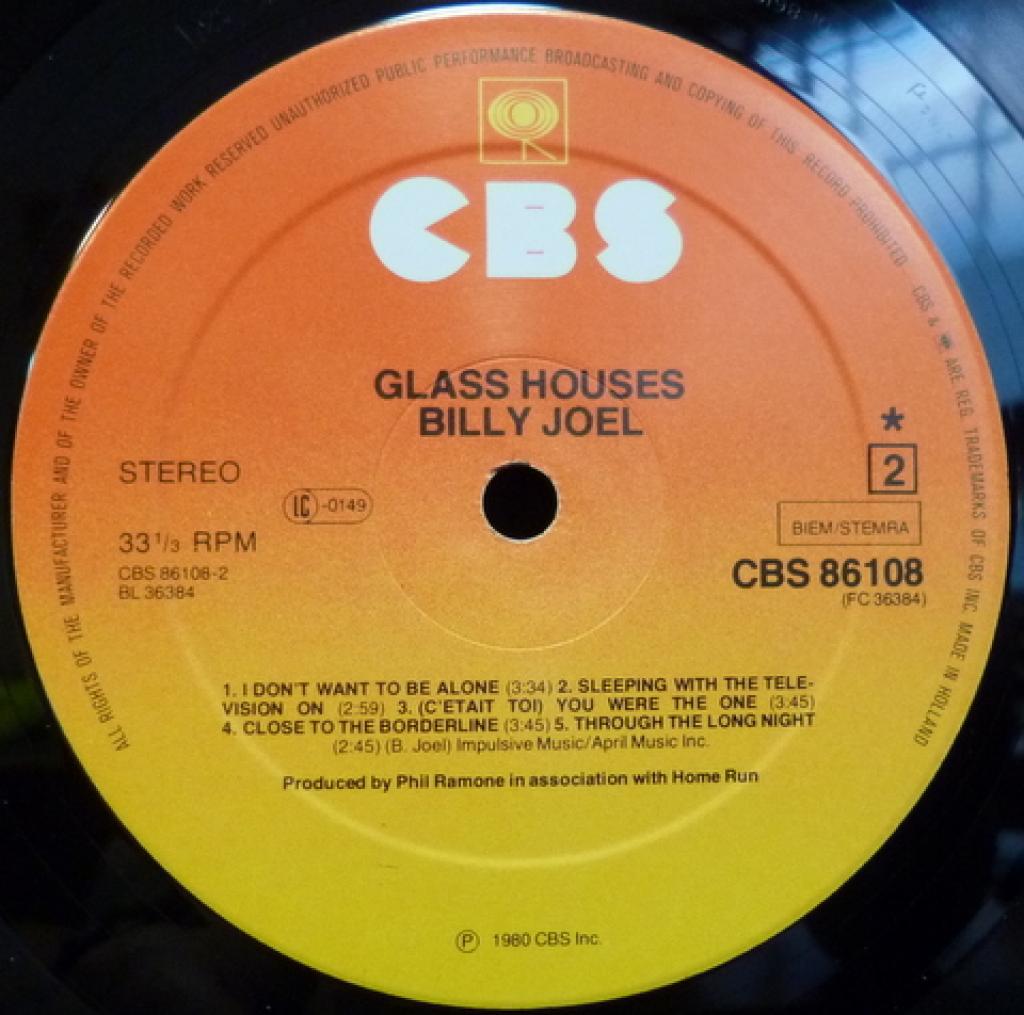 ALL RIGHTS OF THE MANUFACTURER AND OF THE OWNER OF THE RECORDED WORK RESERVED UNAUTHORIZED PUBLIC PERFORMANCE BROADCASTING AND COPYING OF THIS RECORD PROHIBITED
CBS & ARE REG. TRADEMARKS OF CBS INC. MADE IN HOLLAND
CBS
GLASS HOUSES
BILLY JOEL
*
STEREO
2
LC-0149
BIEM/STEMRA
33 1/3 RPM
CBS 86108-2
CBS 86108
BL 36384
(FC 36384)
1. I DON'T WANT TO BE ALONE (3:34) 2. SLEEPING WITH THE TELE-
VISION ON (2:59) 3. (C'ETAIT TOI) YOU WERE THE ONE (3:45)
4. CLOSE TO THE BORDERLINE (3:45) 5. THROUGH THE LONG NIGHT
(2:45) (B. Joel) Impulsive Music/April Music Inc.
Produced by Phil Ramone in association with Home Run
Ⓟ 1980 CBS Inc.